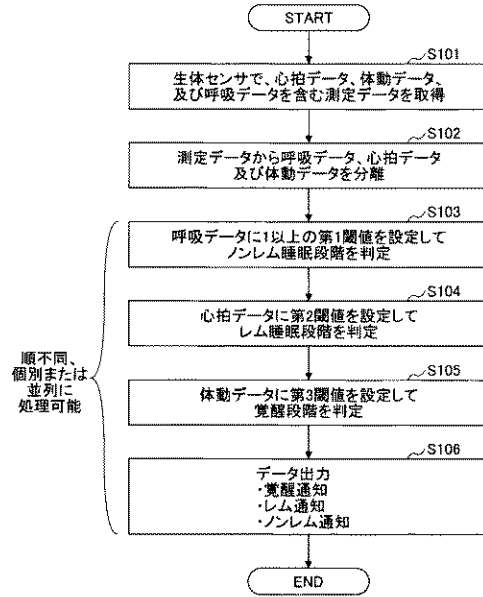 START
S101
生体センサで、心拍データ、体動データ、
及び呼吸データを含む測定データを取得
S102
測定データから呼吸データ、心拍データ
及び体動データを分離
S103
呼吸データに1以上の第1閾値を設定して
ノンレム睡眠段階を判定
S104
心拍データに第2閾値を設定して
レム睡眠段階を判定
順不同、
個別または
並列に
処理可能
S105
体動データに第3閾値を設定して
覚醒段階を判定
S106
データ出力
・覚醒通知
・レム通知
・ノンレム通知
END